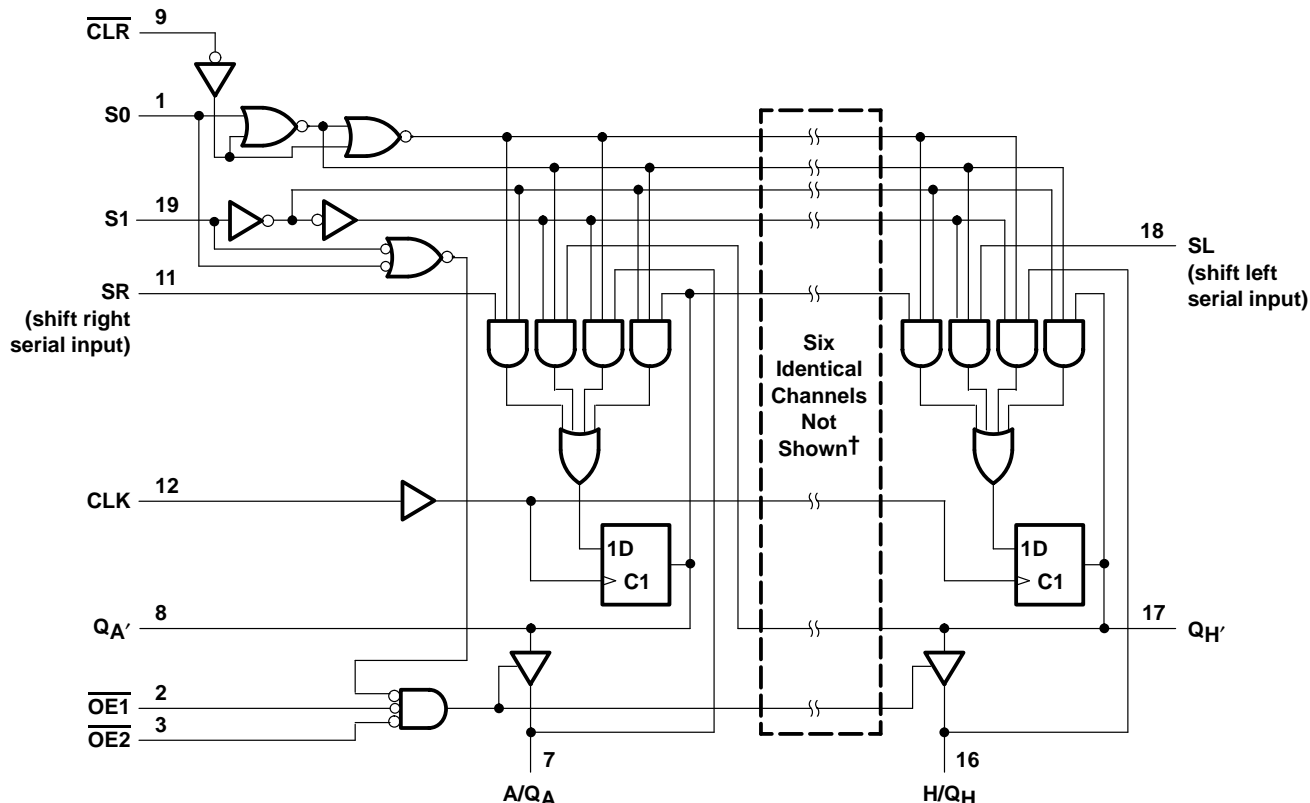 CLR 9
S0 1
S1 19
SR 11
(shift right
serial input)
18 SL
(shift left
serial input)
Six
Identical
Channels
Not
Shown†
CLK 12
1D
C1
1D
C1
QA′ 8
17 QH′
OE1 2
OE2 3
7
A/QA
16
H/QH